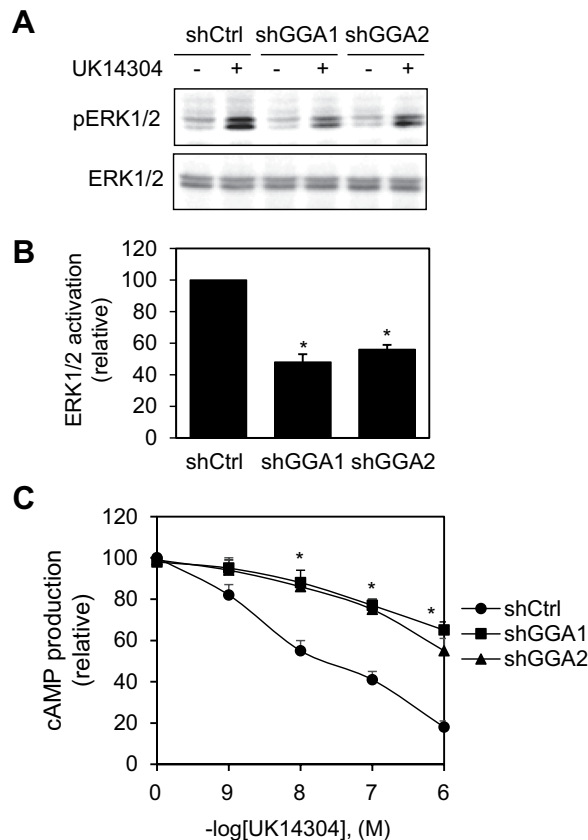 A
shCtrl shGGA1 shGGA2
UK14304 - + - + - +
pERK1/2
ERK1/2
B
ERK1/2 activation
(relative)
120
100
80
60
40
20
0
* *
shCtrl shGGA1 shGGA2
C
cAMP production
(relative)
120
100
80
60
40
20
0
* * *
shCtrl
shGGA1
shGGA2
0 9 8 7 6
-log[UK14304], (M)